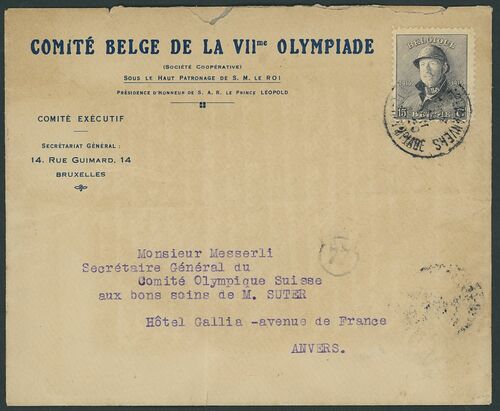 COMITÉ BELGE DE LA VIIme OLYMPIADE
(SOCIÉTÉ COOPÉRATIVE)
SOUS LE HAUT PATRONAGE DE S. M. LE ROI
PRÉSIDENCE D'HONNEUR DE S. A. R. LE PRINCE LÉOPOLD
COMITÉ EXÉCUTIF
SECRÉTARIAT GÉNÉRAL :
14. RUE GUIMARD, 14
BRUXELLES
BELGIQUE
15 BELGIË C
Monsieur Messerli
Secrétaire Général du
Comité Olympique Suisse
aux bons soins de M. SUTER
Hôtel Gallia -avenue de France
ANVERS.